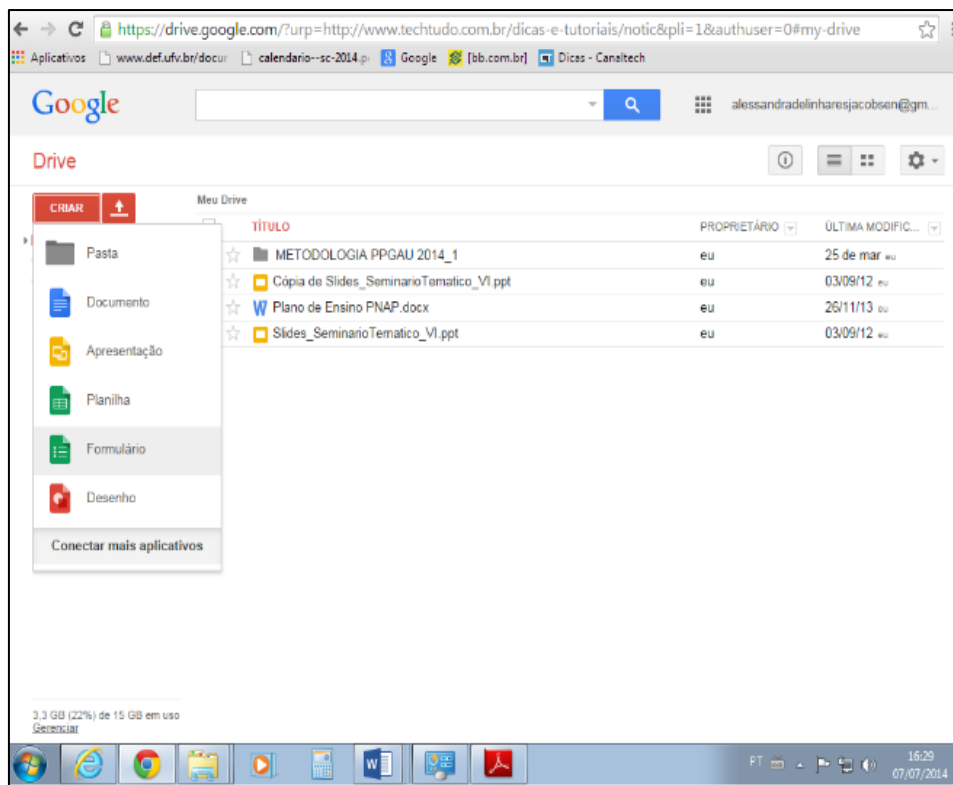 https://drive.google.com/?urp=http://www.techtudo.com.br/dicas-e-tutoriais/notic&pli=1&authuser=0#my-drive
Aplicativos www.def.ufv.br/docur calendario--sc-2014.p Google [bb.com.br] Dicas - Canaltech
Google alessandradelinharesjacobsen@gm...
Drive
CRIAR Meu Drive
TÍTULO PROPRIETÁRIO ÚLTIMA MODIFIC...
Pasta METODOLOGIA PPGAU 2014_1 eu 25 de mar eu
Cópia de Slides_SeminarioTematico_VI.ppt eu 03/09/12 eu
Documento Plano de Ensino PNAP.docx eu 26/11/13 eu
Slides_SeminarioTematico_VI.ppt eu 03/09/12 eu
Apresentação
Planilha
Formulário
Desenho
Conectar mais aplicativos
3,3 GB (22%) de 15 GB em uso
Gerenciar
PT 16:29
07/07/2014